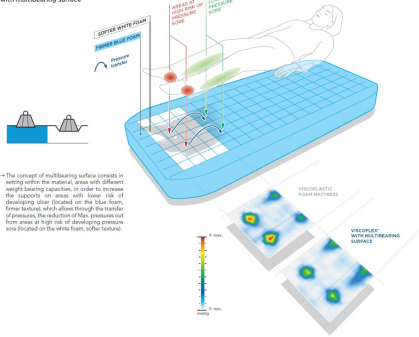 with multibearing surface
SOFTER WHITE FOAM
FIRMER BLUE FOAM
Pressure
transfer
AREAS AT
HIGH RISK OF
PRESSURE
SORE
PRESSURE
SORE
→ The concept of multibearing surface consists in
setting within the material, areas with different
weight bearing capacities, in order to increase
the supports on areas with lower risk of
developing ulcer (located on the blue foam,
firmer texture), which allows through the transfer
of pressures, the reduction of Max. pressures out
from areas at high risk of developing pressure
sore (located on the white foam, softer texture).
VISCOELASTIC
FOAM MATTRESS
VISCOFLEX
WITH MULTIBEARING
SURFACE
P. max.
P. min.
mmHg